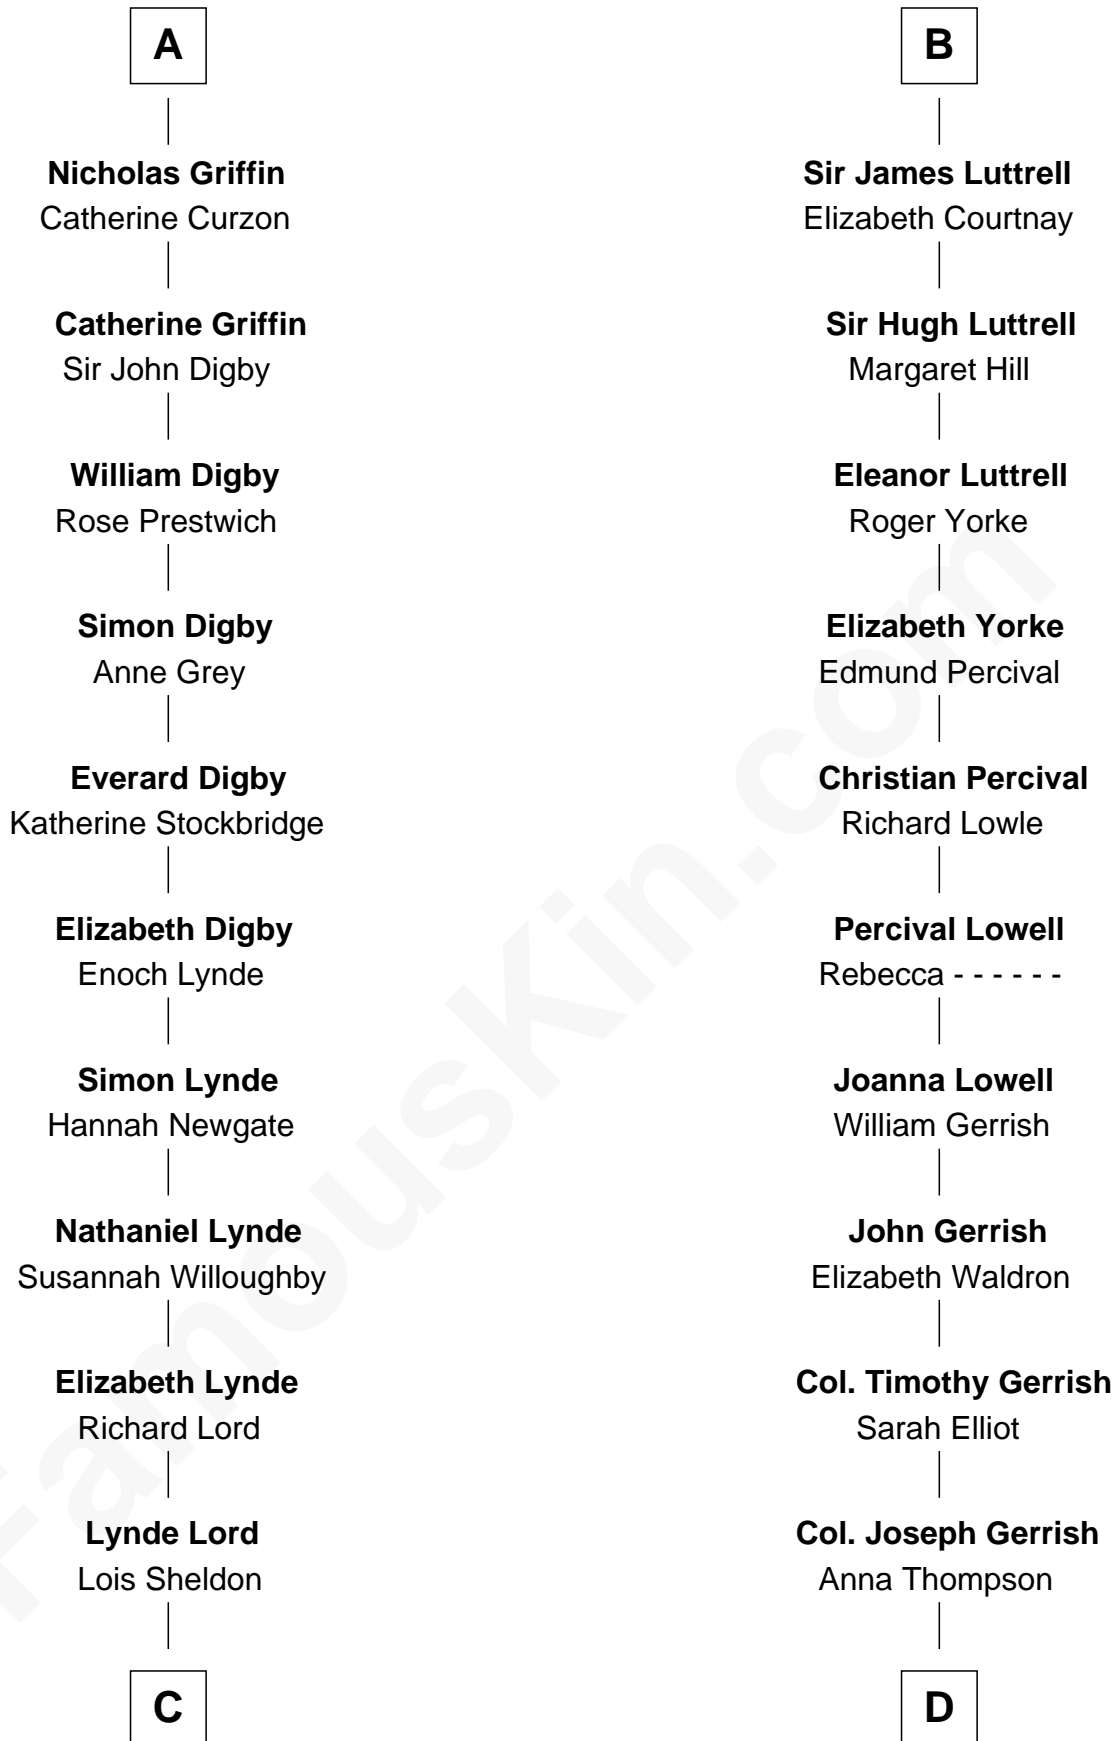 A
Nicholas Griffin
Catherine Curzon
Catherine Griffin
Sir John Digby
William Digby
Rose Prestwich
Simon Digby
Anne Grey
Everard Digby
Katherine Stockbridge
Elizabeth Digby
Enoch Lynde
Simon Lynde
Hannah Newgate
Nathaniel Lynde
Susannah Willoughby
Elizabeth Lynde
Richard Lord
Lynde Lord
Lois Sheldon
C
B
Sir James Luttrell
Elizabeth Courtnay
Sir Hugh Luttrell
Margaret Hill
Eleanor Luttrell
Roger Yorke
Elizabeth Yorke
Edmund Percival
Christian Percival
Richard Lowle
Percival Lowell
Rebecca - - - - - -
Joanna Lowell
William Gerrish
John Gerrish
Elizabeth Waldron
Col. Timothy Gerrish
Sarah Elliot
Col. Joseph Gerrish
Anna Thompson
D
FamousKin.com